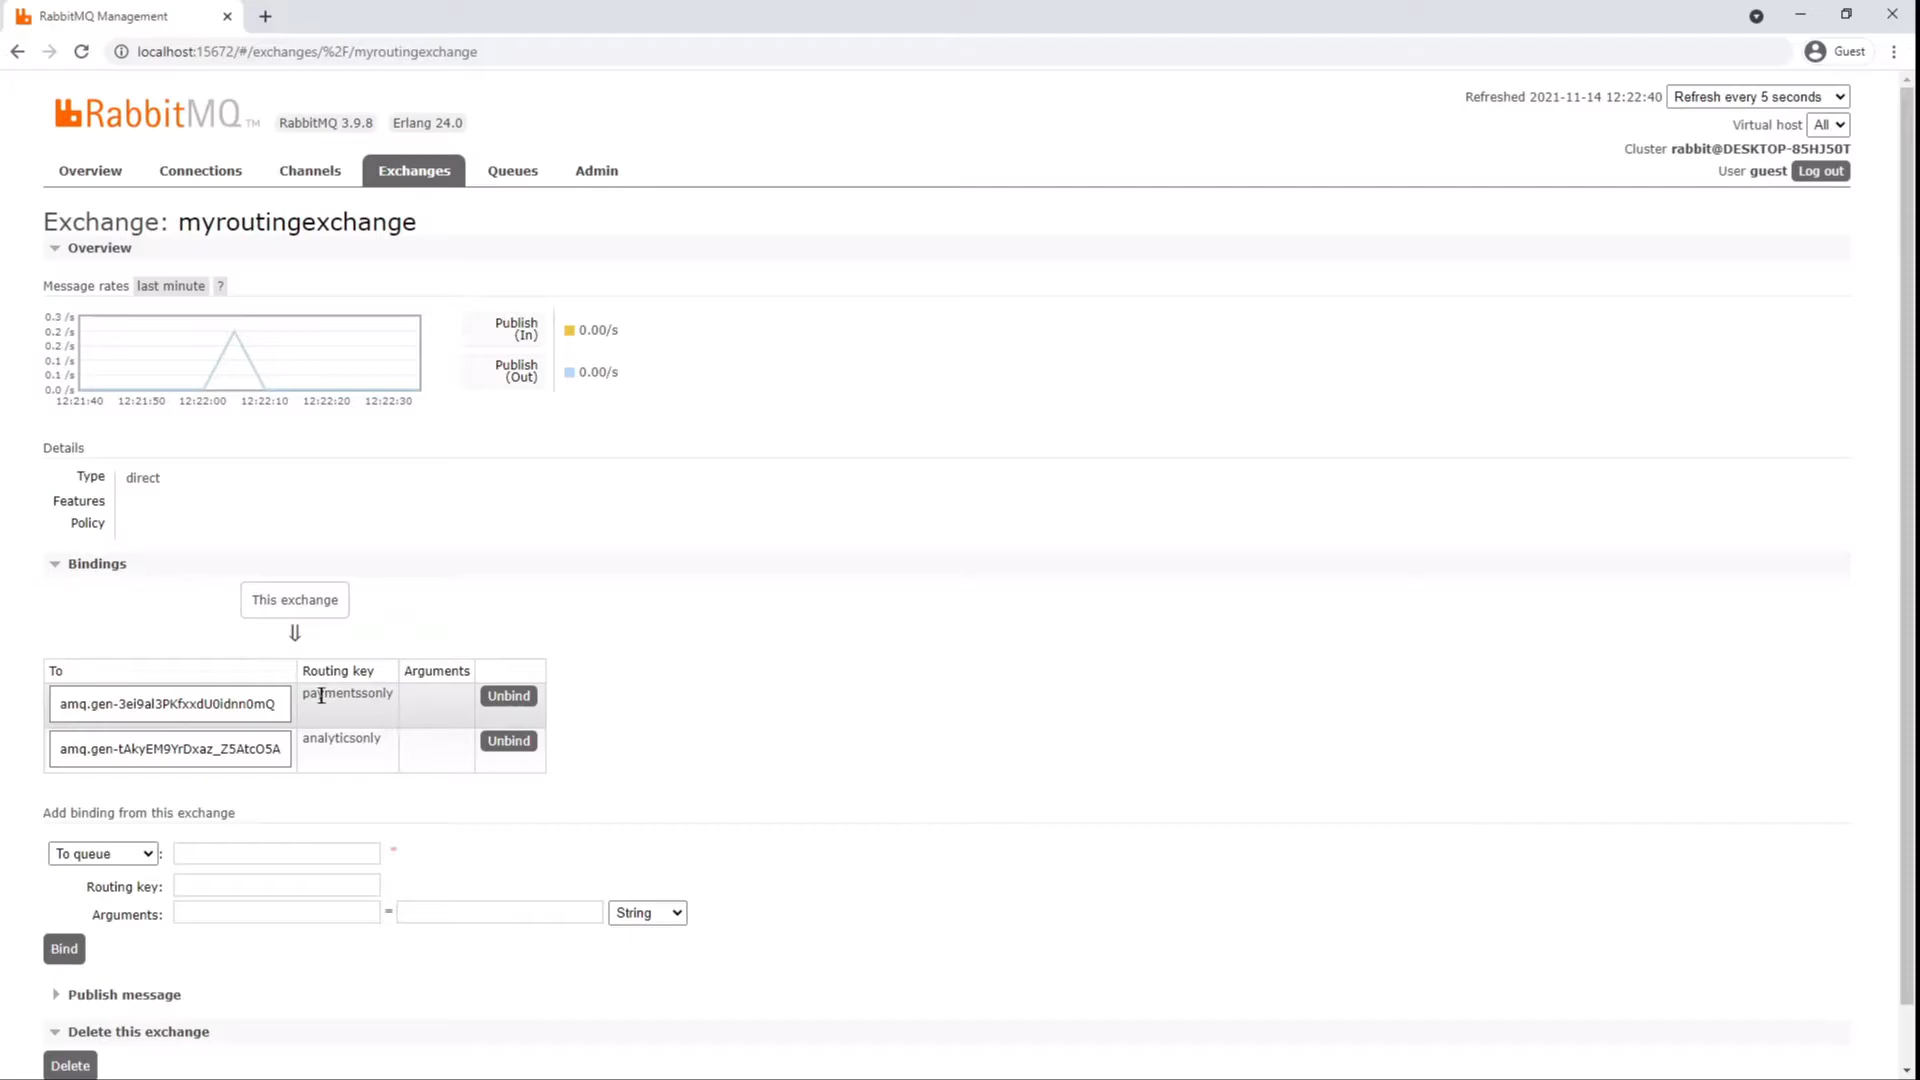 RabbitMQ Management
localhost:15672/#/exchanges/%2F/myroutingexchange
Guest
RabbitMQ TM
RabbitMQ 3.9.8
Erlang 24.0
Refreshed 2021-11-14 12:22:40
Refresh every 5 seconds
Virtual host All
Cluster rabbit@DESKTOP-85HJ50T
User guest Log out
Overview Connections Channels Exchanges Queues Admin
Exchange: myroutingexchange
Overview
Message rates last minute ?
0.3 /s
0.2 /s
0.2 /s
0.1 /s
0.1 /s
0.0 /s
12:21:40 12:21:50 12:22:00 12:22:10 12:22:20 12:22:30
Publish
(In)
0.00/s
Publish
(Out)
0.00/s
Details
Type direct
Features
Policy
Bindings
This exchange
⇓
To Routing key Arguments
amq.gen-3ei9al3PKfxxdU0idnn0mQ paymentssonly Unbind
amq.gen-tAkyEM9YrDxaz_Z5AtcO5A analyticsonly Unbind
Add binding from this exchange
To queue : *
Routing key:
Arguments: = String
Bind
Publish message
Delete this exchange
Delete